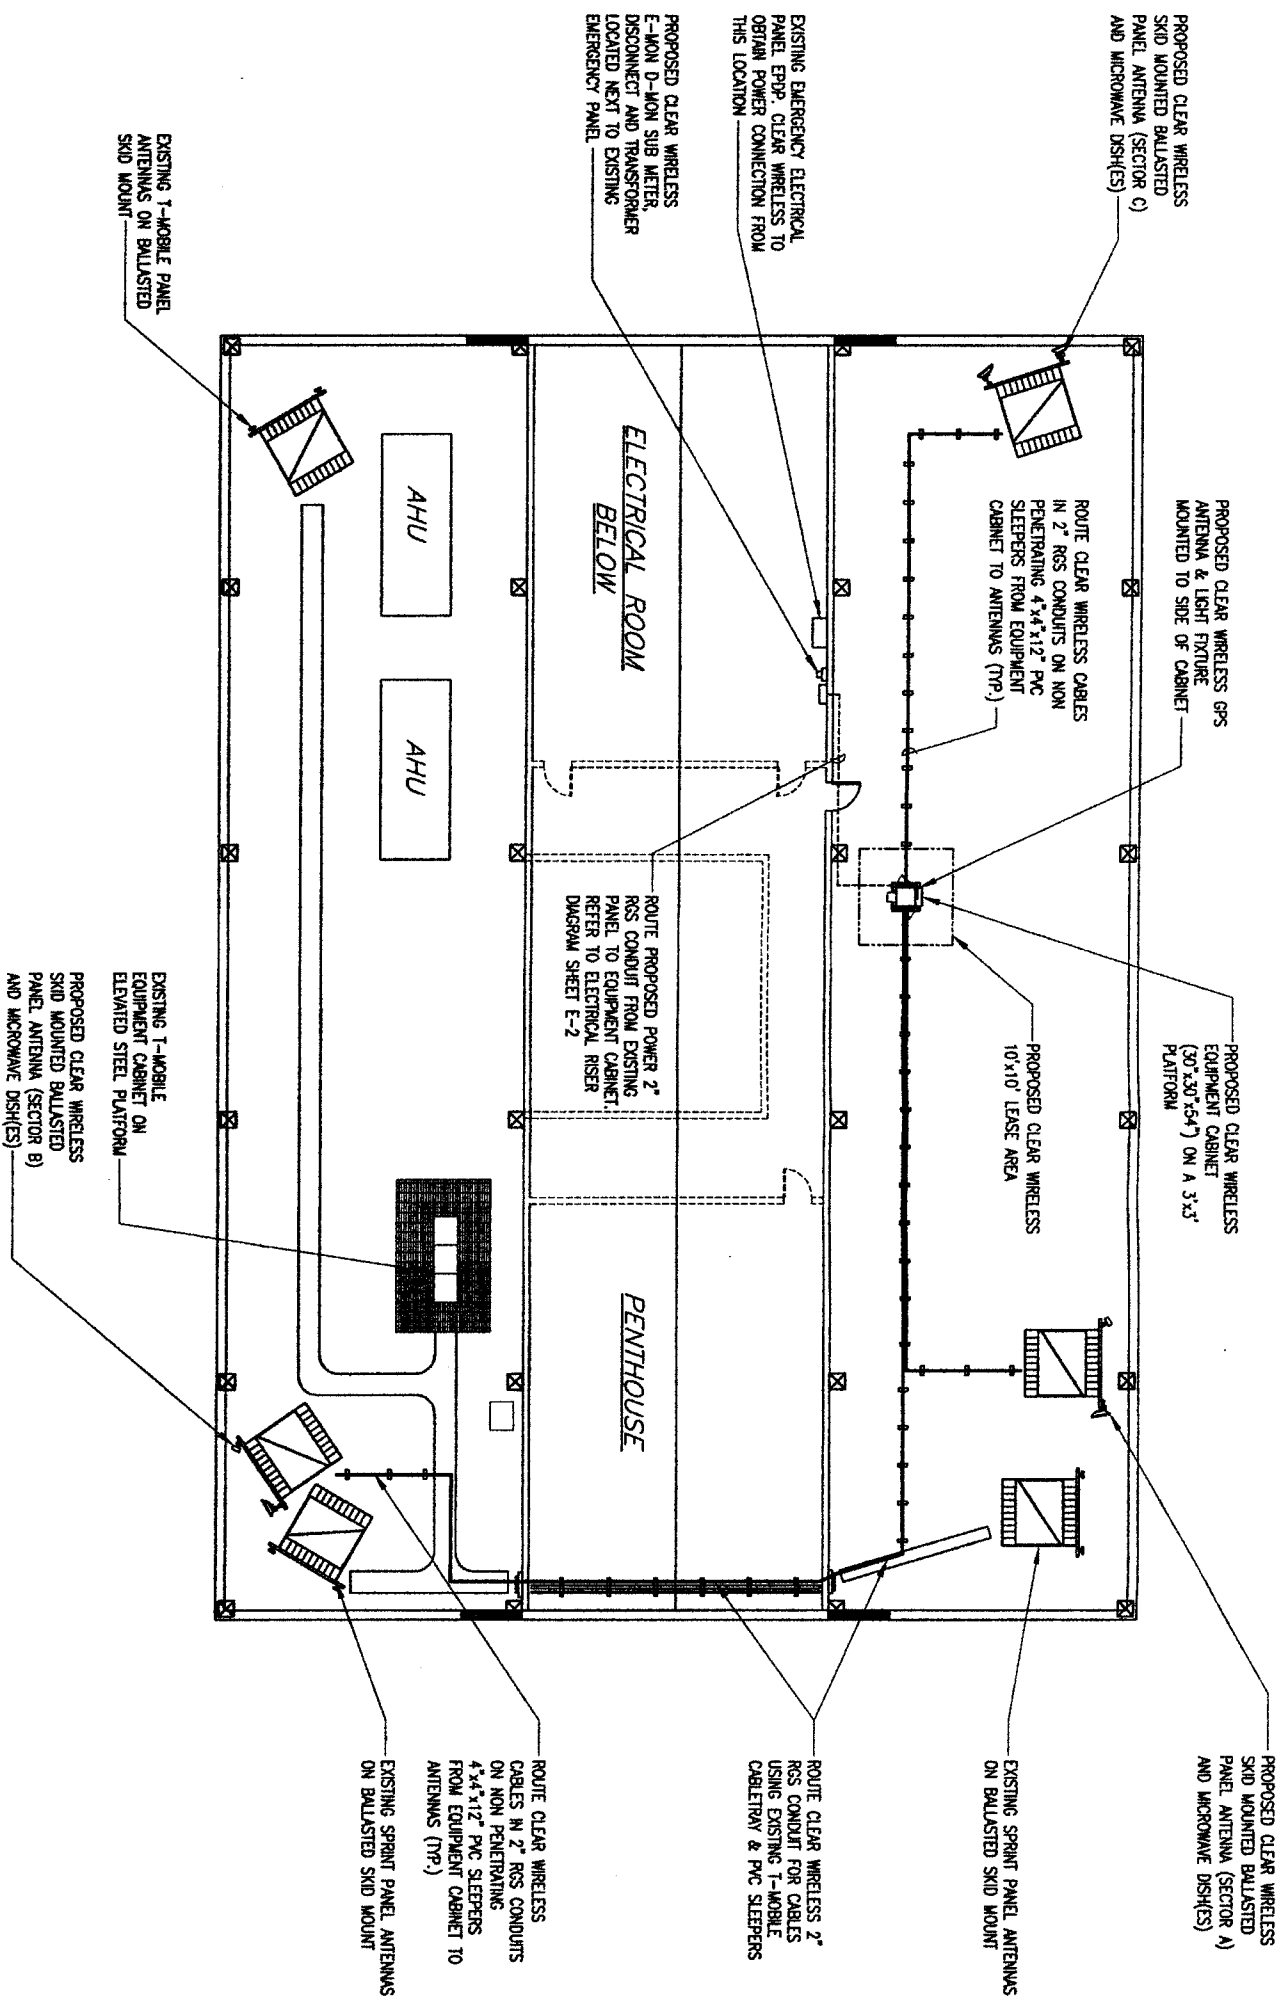 PROPOSED CLEAR WIRELESS
SKID MOUNTED BALLASTED
PANEL ANTENNA (SECTOR C)
AND MICROWAVE DISH(ES)
PROPOSED CLEAR WIRELESS GPS
ANTENNA & LIGHT FIXTURE
MOUNTED TO SIDE OF CABINET
PROPOSED CLEAR WIRELESS
EQUIPMENT CABINET
(30"x30"x54") ON A 3'x3'
PLATFORM
PROPOSED CLEAR WIRELESS
SKID MOUNTED BALLASTED
PANEL ANTENNA (SECTOR A)
AND MICROWAVE DISH(ES)
ROUTE CLEAR WIRELESS CABLES
IN 2" RGS CONDUITS ON NON
PENETRATING 4"x4"x12" PVC
SLEEPERS FROM EQUIPMENT
CABINET TO ANTENNAS (TYP.)
PROPOSED CLEAR WIRELESS
10'x10' LEASE AREA
EXISTING SPRINT PANEL ANTENNAS
ON BALLASTED SKID MOUNT
EXISTING EMERGENCY ELECTRICAL
PANEL EPDP. CLEAR WIRELESS TO
OBTAIN POWER CONNECTION FROM
THIS LOCATION
ROUTE CLEAR WIRELESS 2"
RGS CONDUIT FOR CABLES
USING EXISTING T-MOBILE
CABLETRAY & PVC SLEEPERS
PROPOSED CLEAR WIRELESS
E-MON D-MON SUB METER,
DISCONNECT AND TRANSFORMER
LOCATED NEXT TO EXISTING
EMERGENCY PANEL
ELECTRICAL ROOM
BELOW
ROUTE PROPOSED POWER 2"
RGS CONDUIT FROM EXISTING
PANEL TO EQUIPMENT CABINET.
REFER TO ELECTRICAL RISER
DIAGRAM SHEET E-2
PENTHOUSE
ROUTE CLEAR WIRELESS
CABLES IN 2" RGS CONDUITS
ON NON PENETRATING
4"x4"x12" PVC SLEEPERS
FROM EQUIPMENT CABINET TO
ANTENNAS (TYP.)
AHU
AHU
EXISTING SPRINT PANEL ANTENNAS
ON BALLASTED SKID MOUNT
EXISTING T-MOBILE PANEL
ANTENNAS ON BALLASTED
SKID MOUNT
EXISTING T-MOBILE
EQUIPMENT CABINET ON
ELEVATED STEEL PLATFORM
PROPOSED CLEAR WIRELESS
SKID MOUNTED BALLASTED
PANEL ANTENNA (SECTOR B)
AND MICROWAVE DISH(ES)